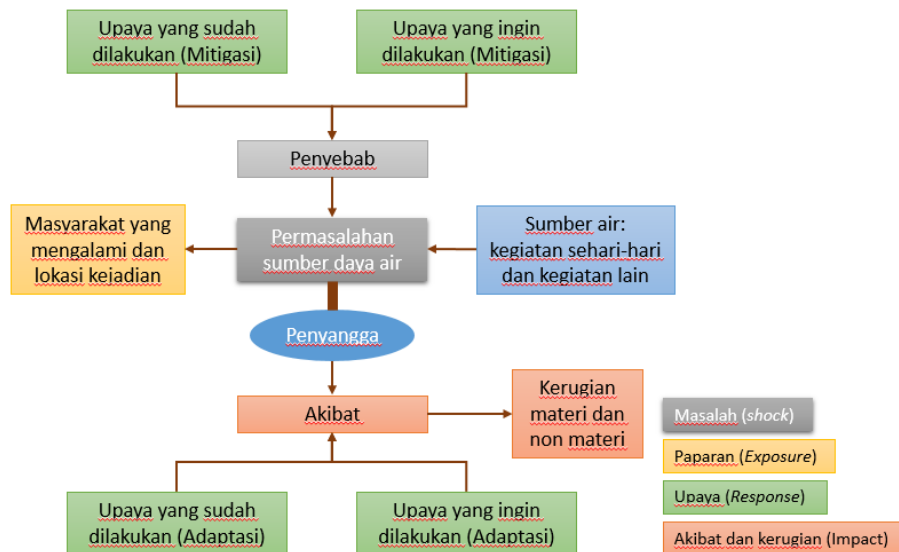 Upaya yang sudah
dilakukan (Mitigasi)
Upaya yang ingin
dilakukan (Mitigasi)
Penyebab
Masyarakat yang
mengalami dan
lokasi kejadian
Permasalahan
sumber daya air
Sumber air:
kegiatan sehari-hari
dan kegiatan lain
Penyangga
Akibat
Kerugian
materi dan
non materi
Upaya yang sudah
dilakukan (Adaptasi)
Upaya yang ingin
dilakukan (Adaptasi)
Masalah (shock)
Paparan (Exposure)
Upaya (Response)
Akibat dan kerugian (Impact)